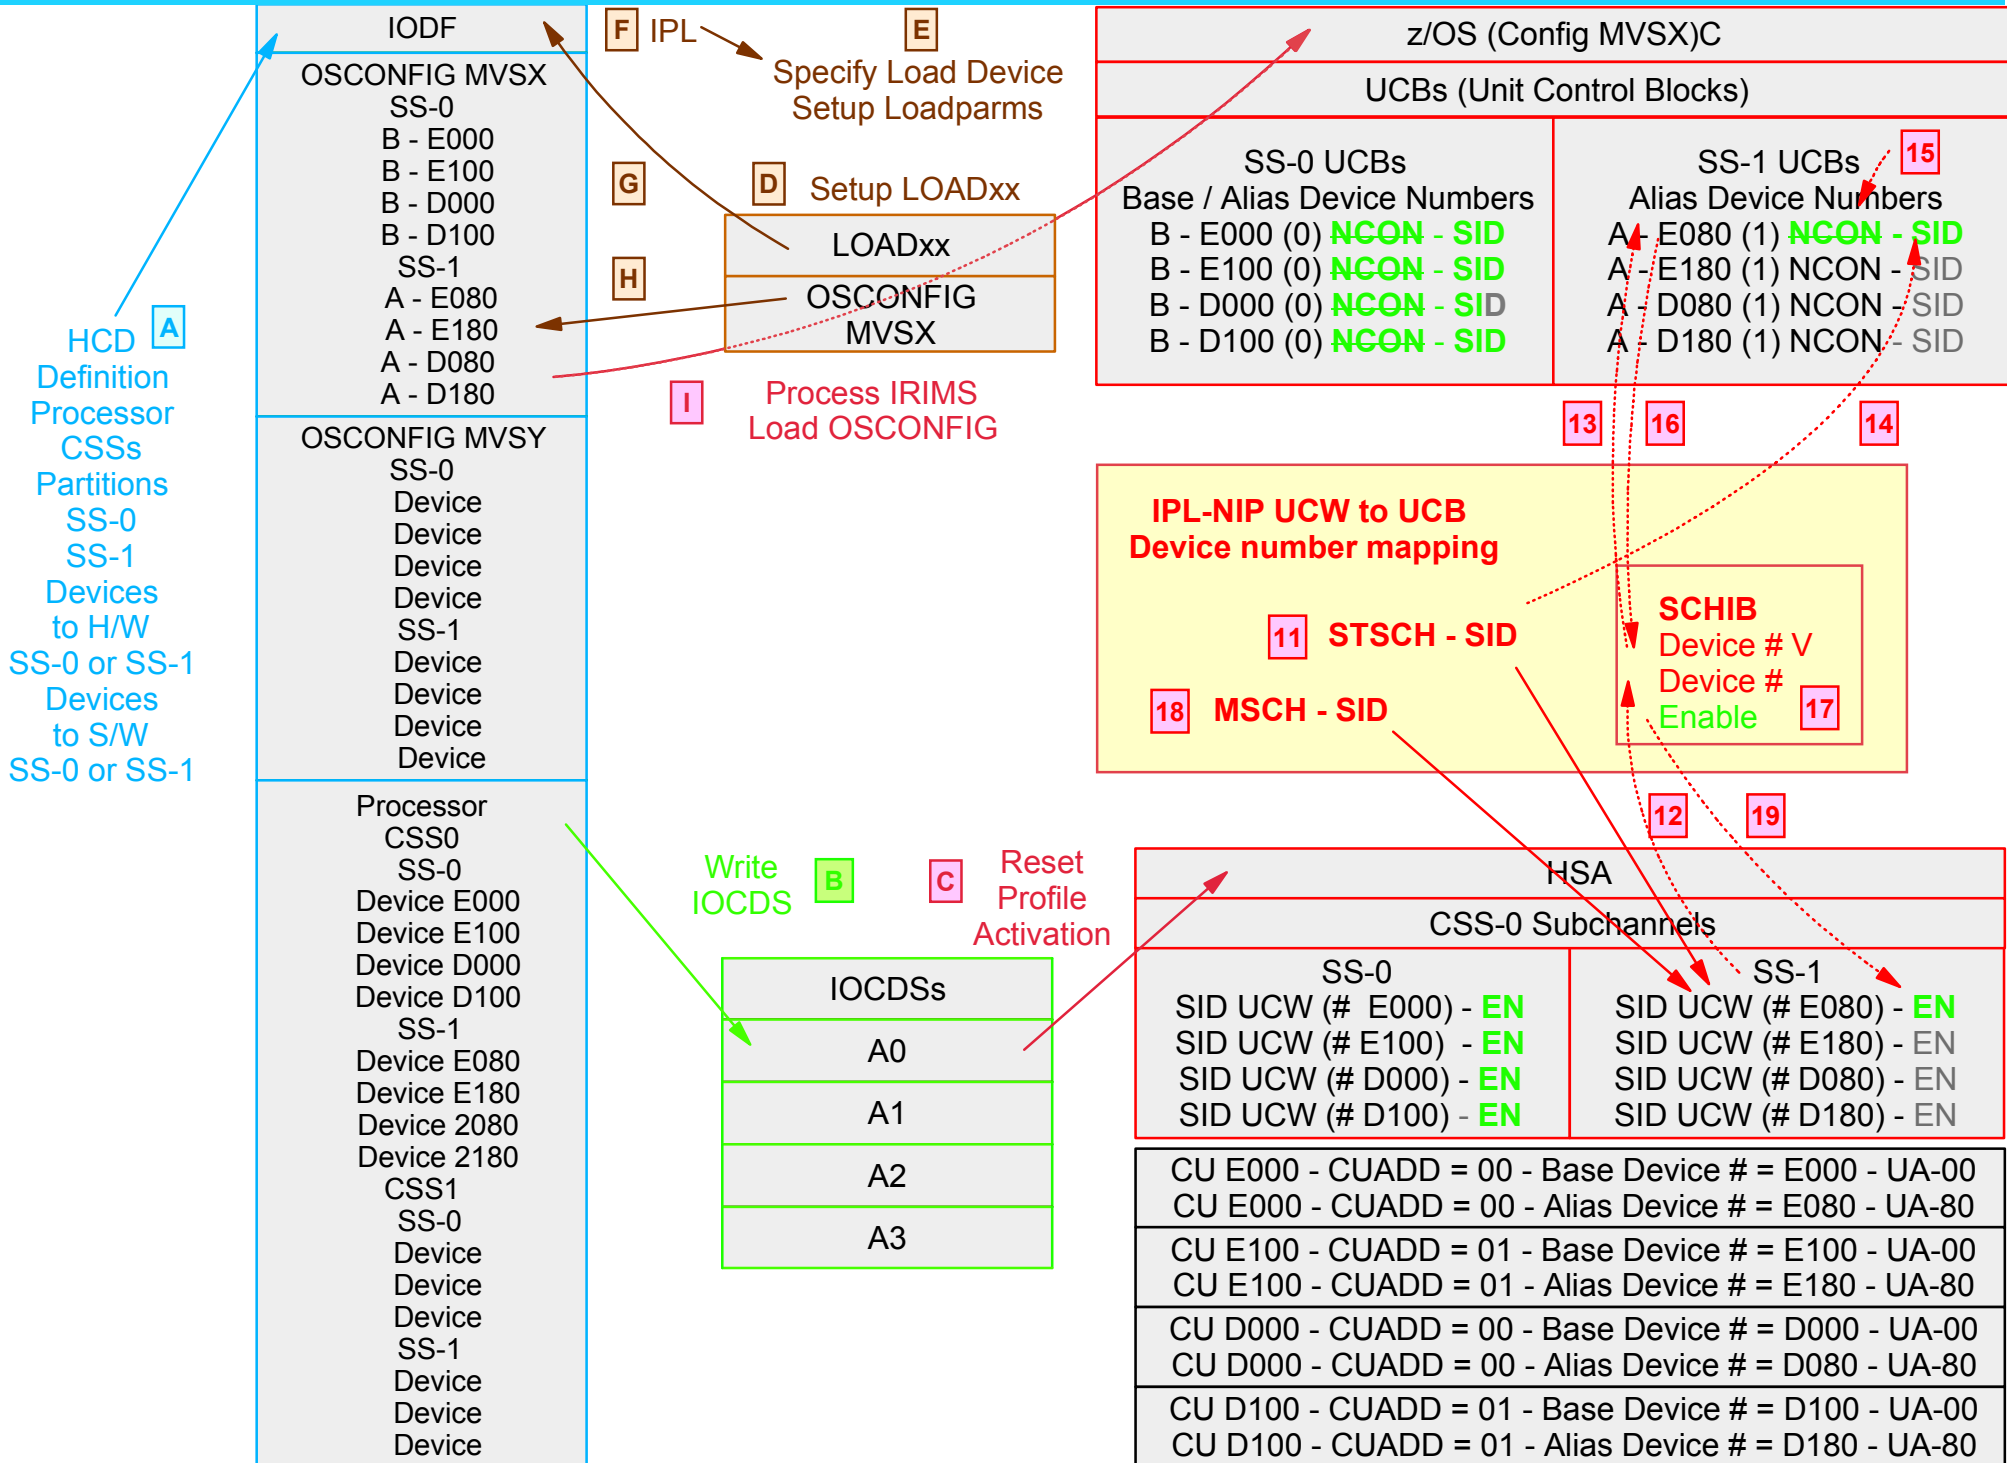 IODF
OSCONFIG MVSX
SS-0
B - E000
B - E100
B - D000
B - D100
SS-1
A - E080
A - E180
A - D080
A - D180
OSCONFIG MVSY
SS-0
Device
Device
Device
Device
SS-1
Device
Device
Device
Device
Processor
CSS0
SS-0
Device E000
Device E100
Device D000
Device D100
SS-1
Device E080
Device E180
Device 2080
Device 2180
CSS1
SS-0
Device
Device
Device
SS-1
Device
Device
Device
HCD A
Definition
Processor
CSSs
Partitions
SS-0
SS-1
Devices
to H/W
SS-0 or SS-1
Devices
to S/W
SS-0 or SS-1
F IPL
E
Specify Load Device
Setup Loadparms
G
D Setup LOADxx
H
LOADxx
OSCONFIG
MVSX
I Process IRIMS
Load OSCONFIG
Write
IOCDS
B
C
Reset
Profile
Activation
IOCDSs
A0
A1
A2
A3
z/OS (Config MVSX)C
UCBs (Unit Control Blocks)
SS-0 UCBs
Base / Alias Device Numbers
B - E000 (0) NCON - SID
B - E100 (0) NCON - SID
B - D000 (0) NCON - SID
B - D100 (0) NCON - SID
SS-1 UCBs
15
Alias Device Numbers
A - E080 (1) NCON - SID
A - E180 (1) NCON - SID
A - D080 (1) NCON - SID
A - D180 (1) NCON - SID
13 16 14
IPL-NIP UCW to UCB
Device number mapping
11 STSCH - SID
18 MSCH - SID
SCHIB
Device # V
Device #
Enable
17
12 19
HSA
CSS-0 Subchannels
SS-0
SID UCW (# E000) - EN
SID UCW (# E100) - EN
SID UCW (# D000) - EN
SID UCW (# D100) - EN
SS-1
SID UCW (# E080) - EN
SID UCW (# E180) - EN
SID UCW (# D080) - EN
SID UCW (# D180) - EN
CU E000 - CUADD = 00 - Base Device # = E000 - UA-00
CU E000 - CUADD = 00 - Alias Device # = E080 - UA-80
CU E100 - CUADD = 01 - Base Device # = E100 - UA-00
CU E100 - CUADD = 01 - Alias Device # = E180 - UA-80
CU D000 - CUADD = 00 - Base Device # = D000 - UA-00
CU D000 - CUADD = 00 - Alias Device # = D080 - UA-80
CU D100 - CUADD = 01 - Base Device # = D100 - UA-00
CU D100 - CUADD = 01 - Alias Device # = D180 - UA-80